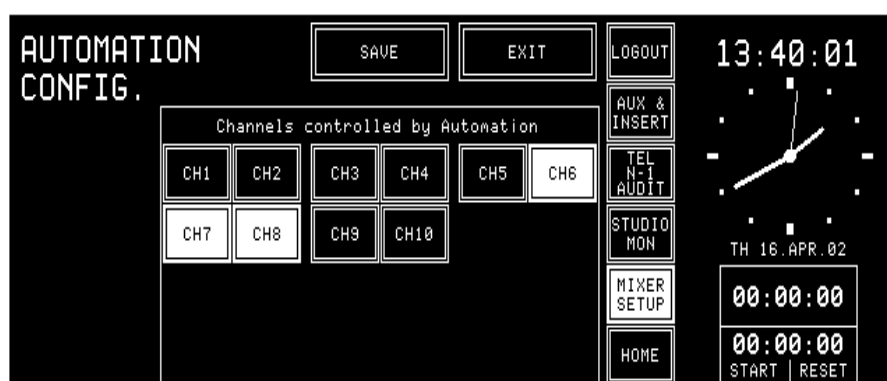 AUTOMATION
CONFIG.
SAVE
EXIT
Channels controlled by Automation
CH1
CH2
CH3
CH4
CH5
CH6
CH7
CH8
CH9
CH10
LOGOUT
AUX &
INSERT
TEL
N-1
AUDIT
STUDIO
MON
MIXER
SETUP
HOME
13:40:01
TH 16.APR.02
00:00:00
00:00:00
START | RESET